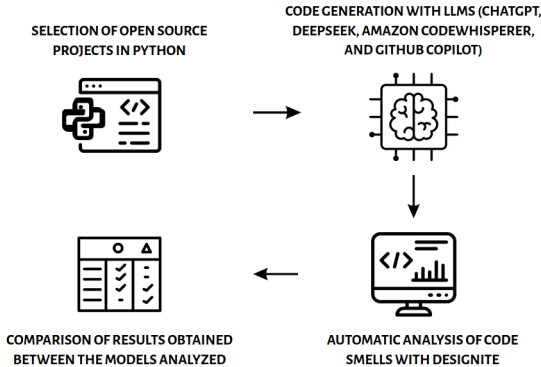 SELECTION OF OPEN SOURCE
PROJECTS IN PYTHON
CODE GENERATION WITH LLMS (CHATGPT,
DEEPSEEK, AMAZON CODEWHISPERER,
AND GITHUB COPILOT)
AUTOMATIC ANALYSIS OF CODE
SMELLS WITH DESIGNITE
COMPARISON OF RESULTS OBTAINED
BETWEEN THE MODELS ANALYZED